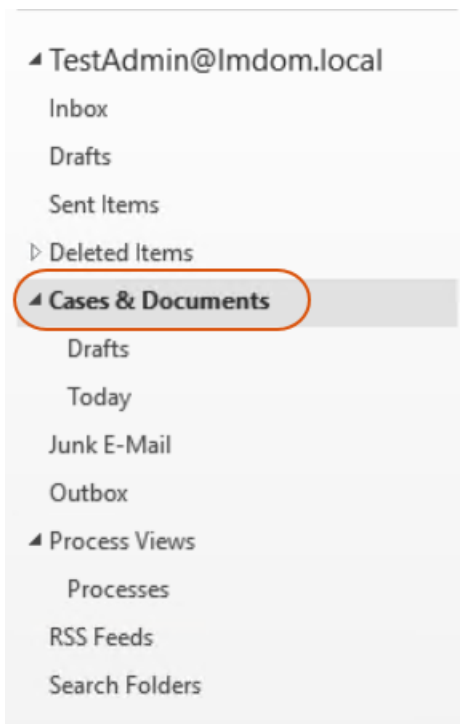 TestAdmin@lmdom.local
Inbox
Drafts
Sent Items
Deleted Items
Cases & Documents
Drafts
Today
Junk E-Mail
Outbox
Process Views
Processes
RSS Feeds
Search Folders